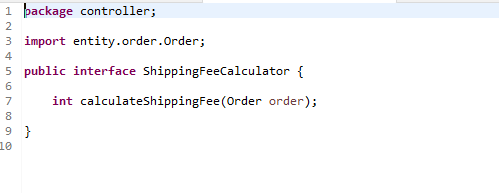 1 package controller;
2
3 import entity.order.Order;
4
5 public interface ShippingFeeCalculator {
6
7     int calculateShippingFee(Order order);
8
9 }
10